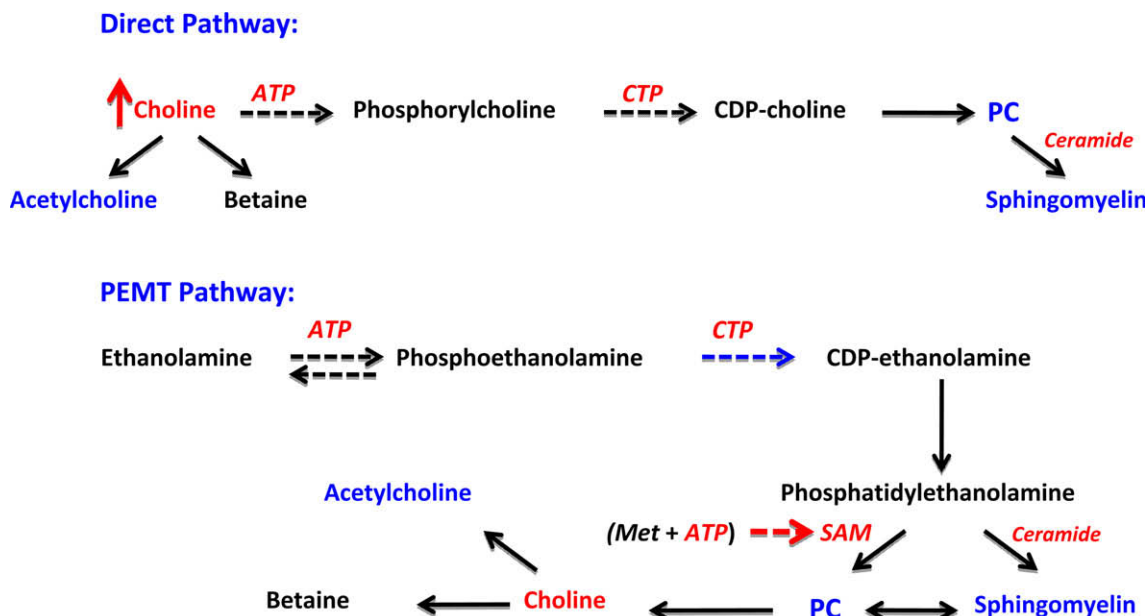 Direct Pathway:
ATP CTP
Choline Phosphorylcholine CDP-choline PC
Ceramide
Acetylcholine Betaine Sphingomyelin
PEMT Pathway:
ATP CTP
Ethanolamine Phosphoethanolamine CDP-ethanolamine
Acetylcholine Phosphatidylethanolamine
(Met + ATP) SAM Ceramide
Betaine Choline PC Sphingomyelin